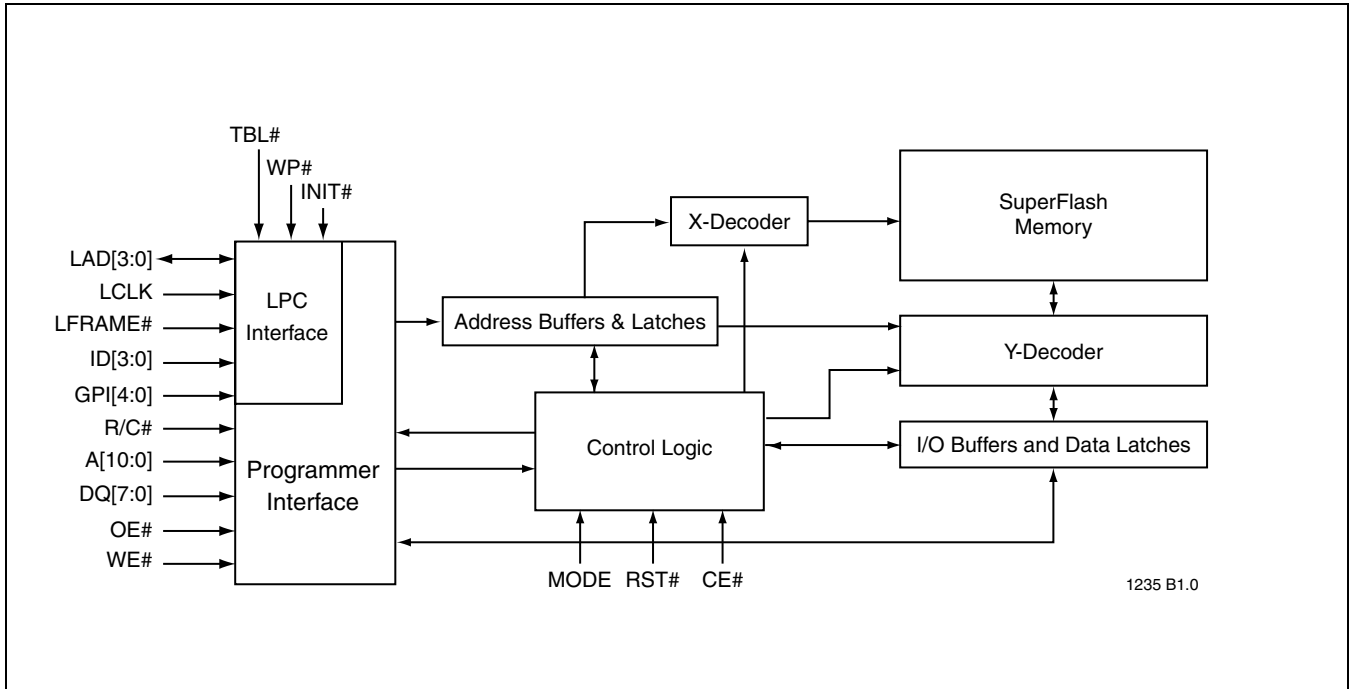 TBL#
WP#
INIT#
LAD[3:0]
LCLK
LFRAME#
ID[3:0]
GPI[4:0]
R/C#
A[10:0]
DQ[7:0]
OE#
WE#
LPC
Interface
Programmer
Interface
Address Buffers & Latches
X-Decoder
Control Logic
MODE
RST#
CE#
SuperFlash
Memory
Y-Decoder
I/O Buffers and Data Latches
1235 B1.0